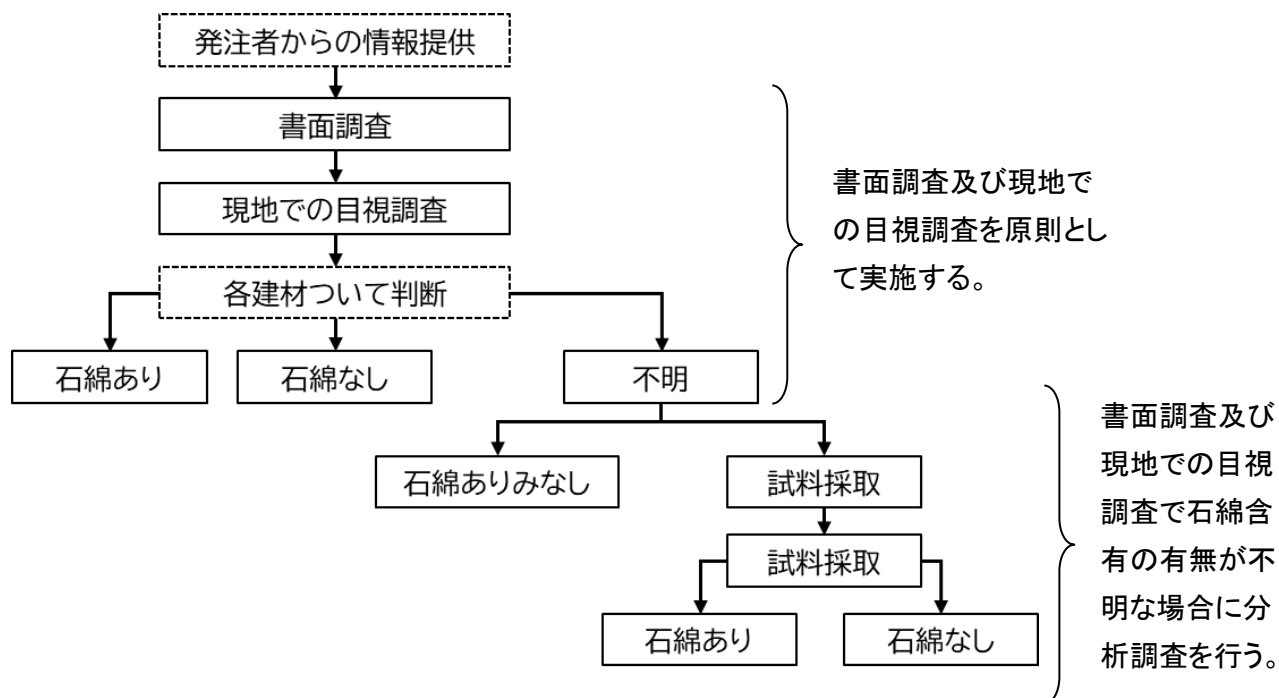 発注者からの情報提供
書面調査
現地での目視調査
各建材ついて判断
石綿あり
石綿なし
不明
書面調査及び現地で
の目視調査を原則とし
て実施する。
石綿ありみなし
試料採取
試料採取
石綿あり
石綿なし
書面調査及び
現地での目視
調査で石綿含
有の有無が不
明な場合に分
析調査を行う。